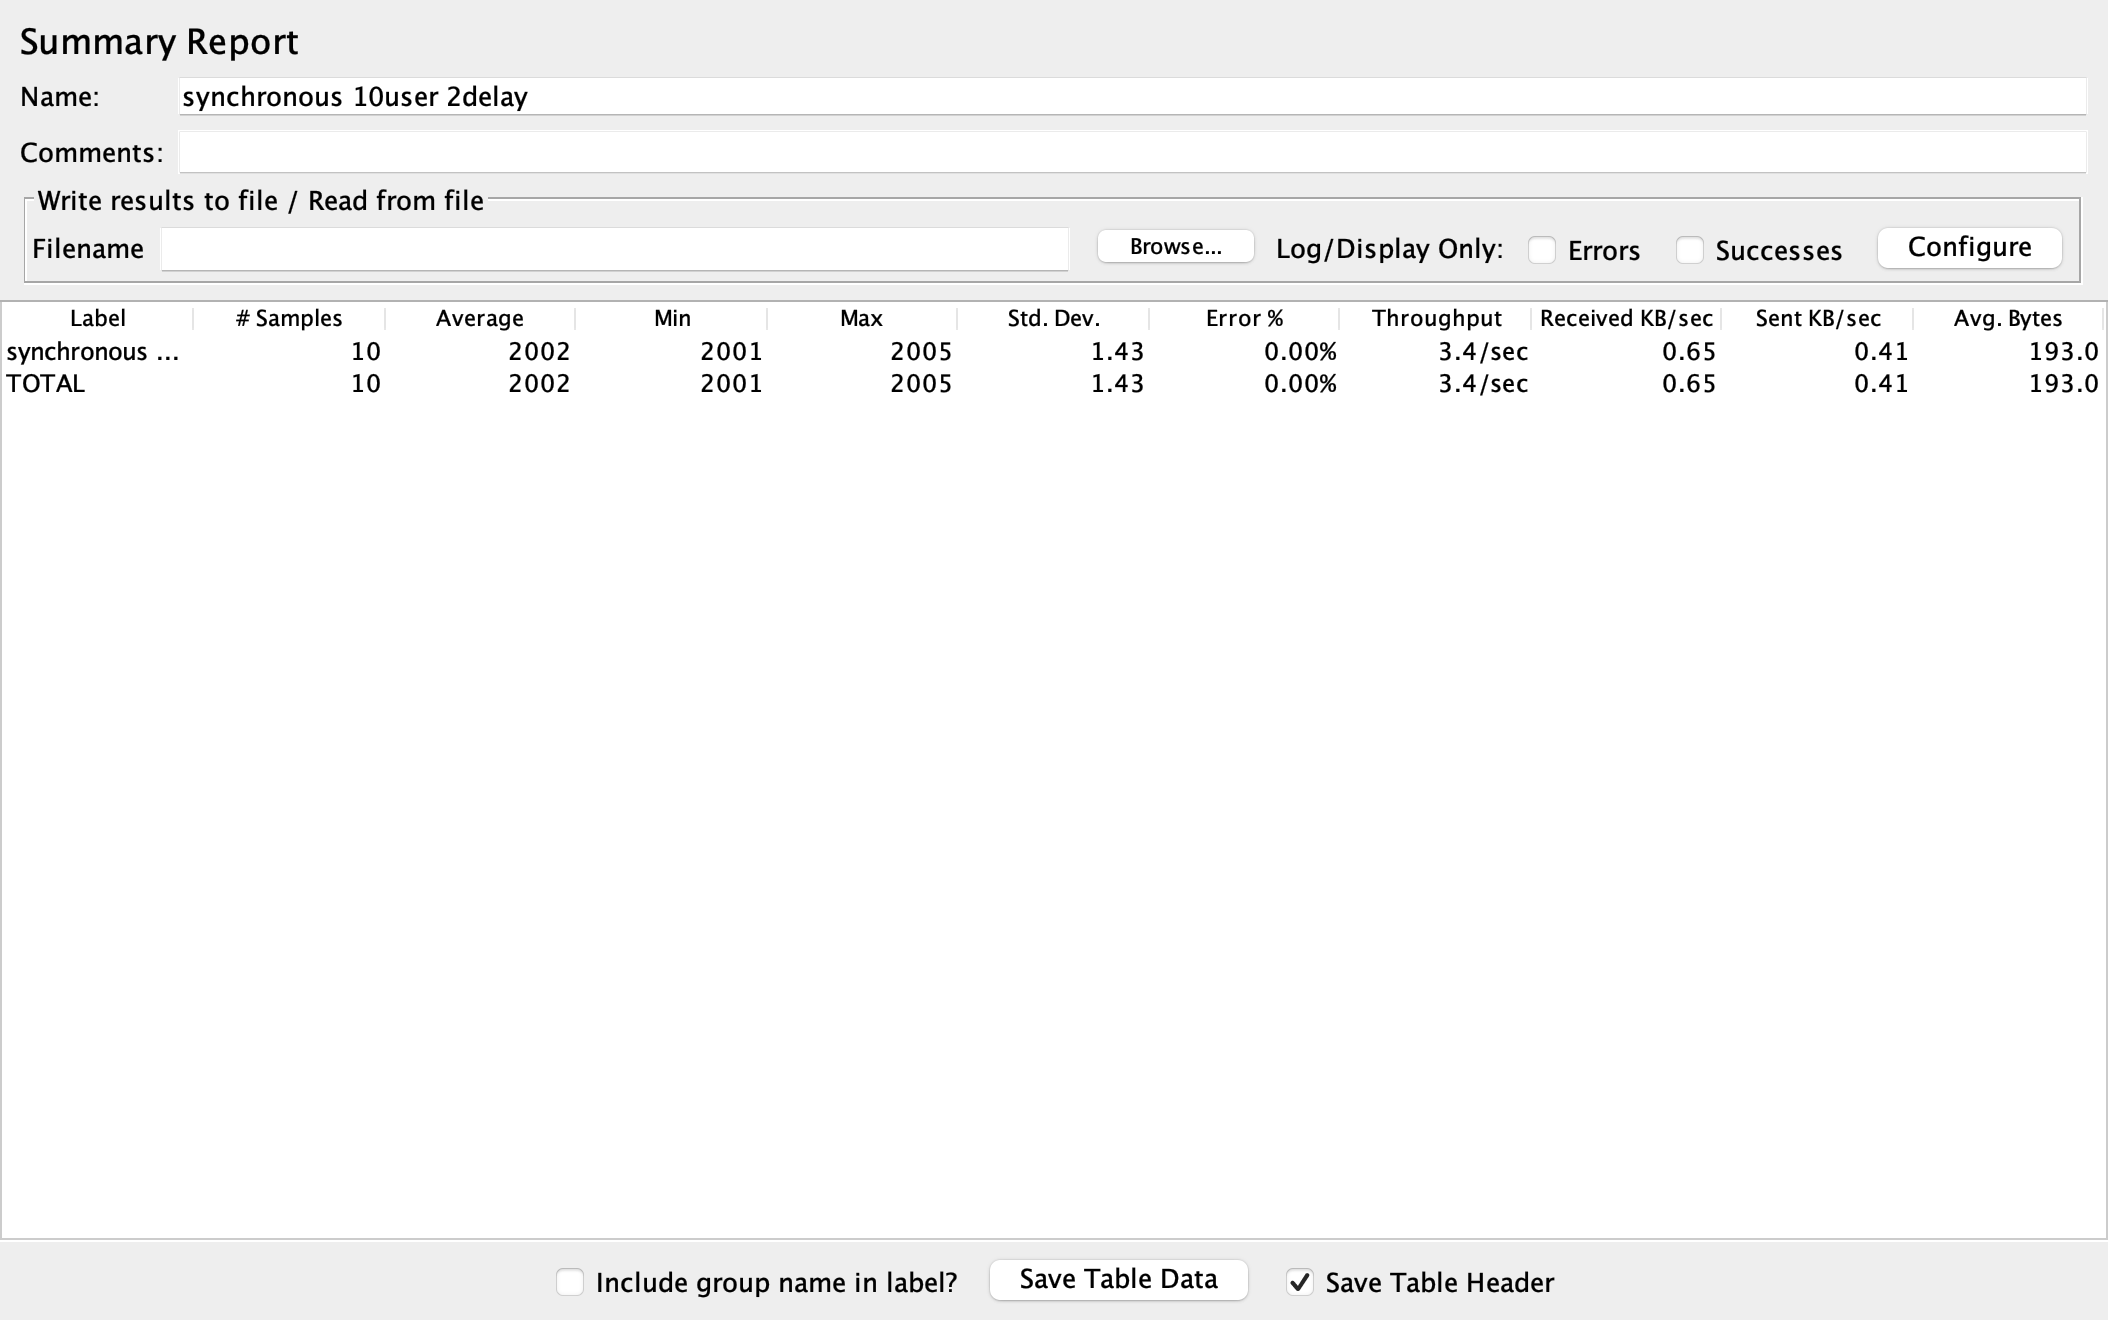 Summary Report
Name: synchronous 10user 2delay
Comments:
Write results to file / Read from file
Filename Browse... Log/Display Only: Errors Successes Configure
Label # Samples Average Min Max Std. Dev. Error % Throughput Received KB/sec Sent KB/sec Avg. Bytes
synchronous ... 10 2002 2001 2005 1.43 0.00% 3.4/sec 0.65 0.41 193.0
TOTAL 10 2002 2001 2005 1.43 0.00% 3.4/sec 0.65 0.41 193.0
Include group name in label? Save Table Data Save Table Header